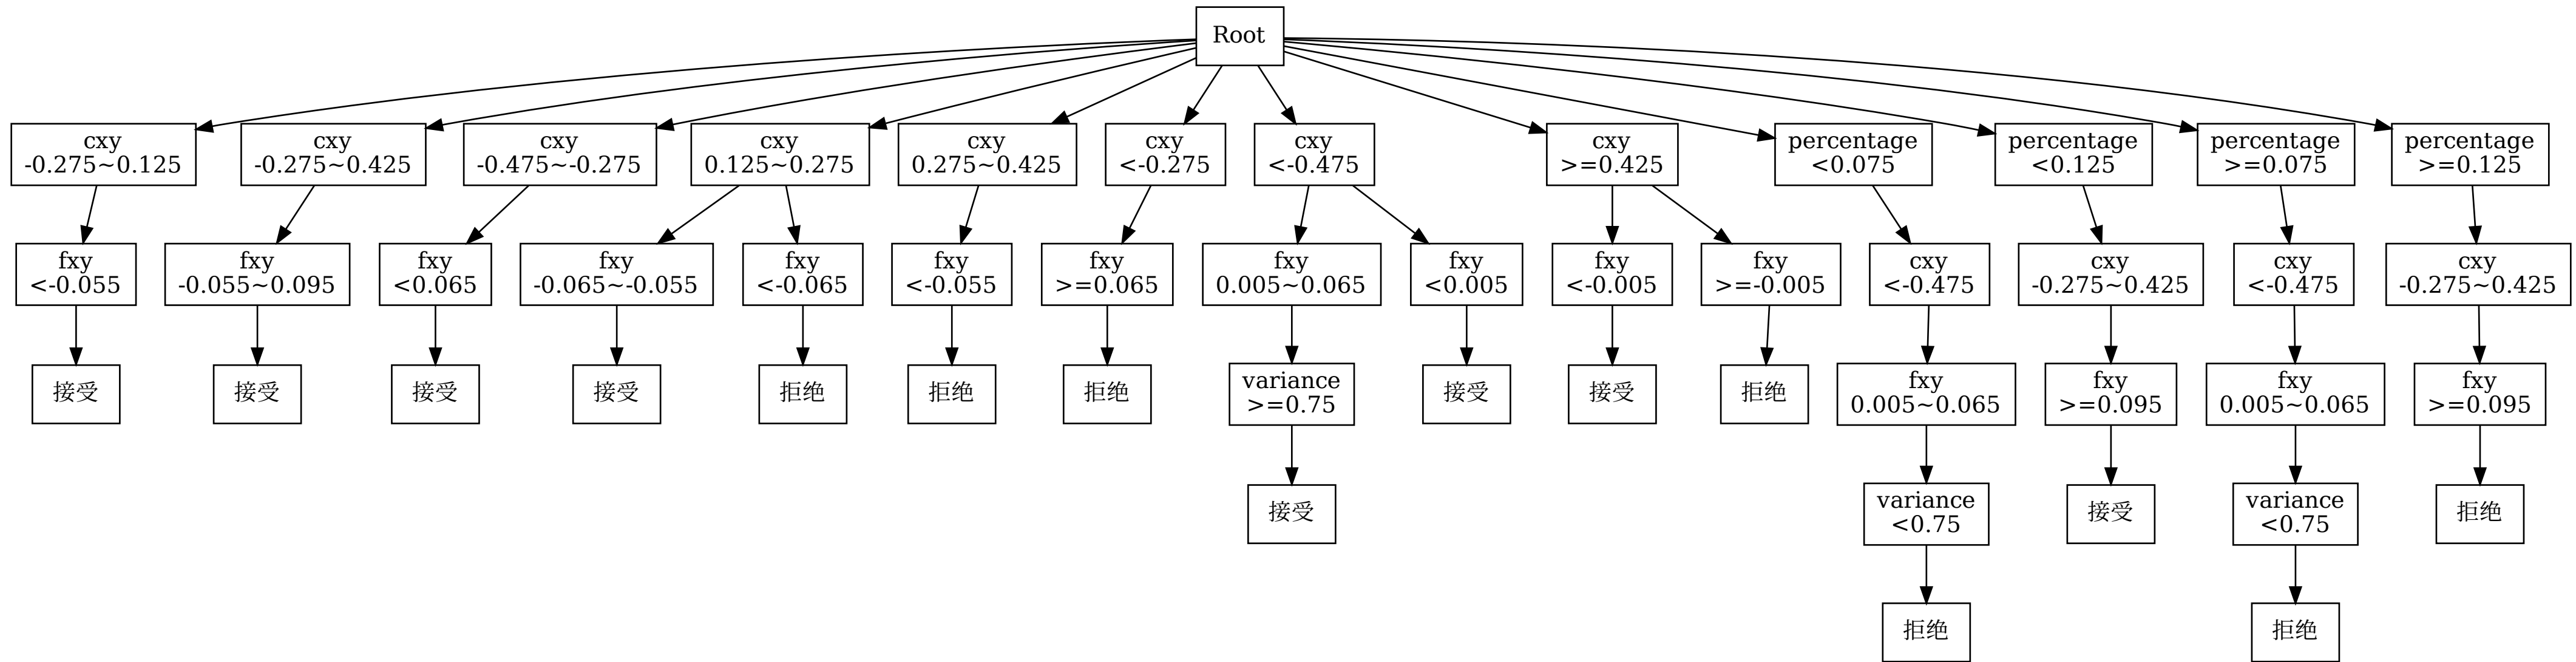 Root
cxy
-0.275~0.125
cxy
-0.275~0.425
cxy
-0.475~-0.275
cxy
0.125~0.275
cxy
0.275~0.425
cxy
<-0.275
cxy
<-0.475
cxy
>=0.425
percentage
<0.075
percentage
<0.125
percentage
>=0.075
percentage
>=0.125
fxy
<-0.055
fxy
-0.055~0.095
fxy
<0.065
fxy
-0.065~-0.055
fxy
<-0.065
fxy
<-0.055
fxy
>=0.065
fxy
0.005~0.065
fxy
<0.005
fxy
<-0.005
fxy
>=-0.005
cxy
<-0.475
cxy
-0.275~0.425
cxy
<-0.475
cxy
-0.275~0.425
接受
接受
接受
接受
拒绝
拒绝
拒绝
variance
>=0.75
接受
接受
拒绝
fxy
0.005~0.065
fxy
>=0.095
fxy
0.005~0.065
fxy
>=0.095
接受
variance
<0.75
接受
variance
<0.75
拒绝
拒绝
拒绝